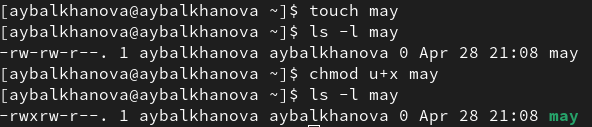 [aybalkhanova@aybalkhanova ~]$ touch may
[aybalkhanova@aybalkhanova ~]$ ls -l may
-rw-rw-r--. 1 aybalkhanova aybalkhanova 0 Apr 28 21:08 may
[aybalkhanova@aybalkhanova ~]$ chmod u+x may
[aybalkhanova@aybalkhanova ~]$ ls -l may
-rwxrw-r--. 1 aybalkhanova aybalkhanova 0 Apr 28 21:08 may